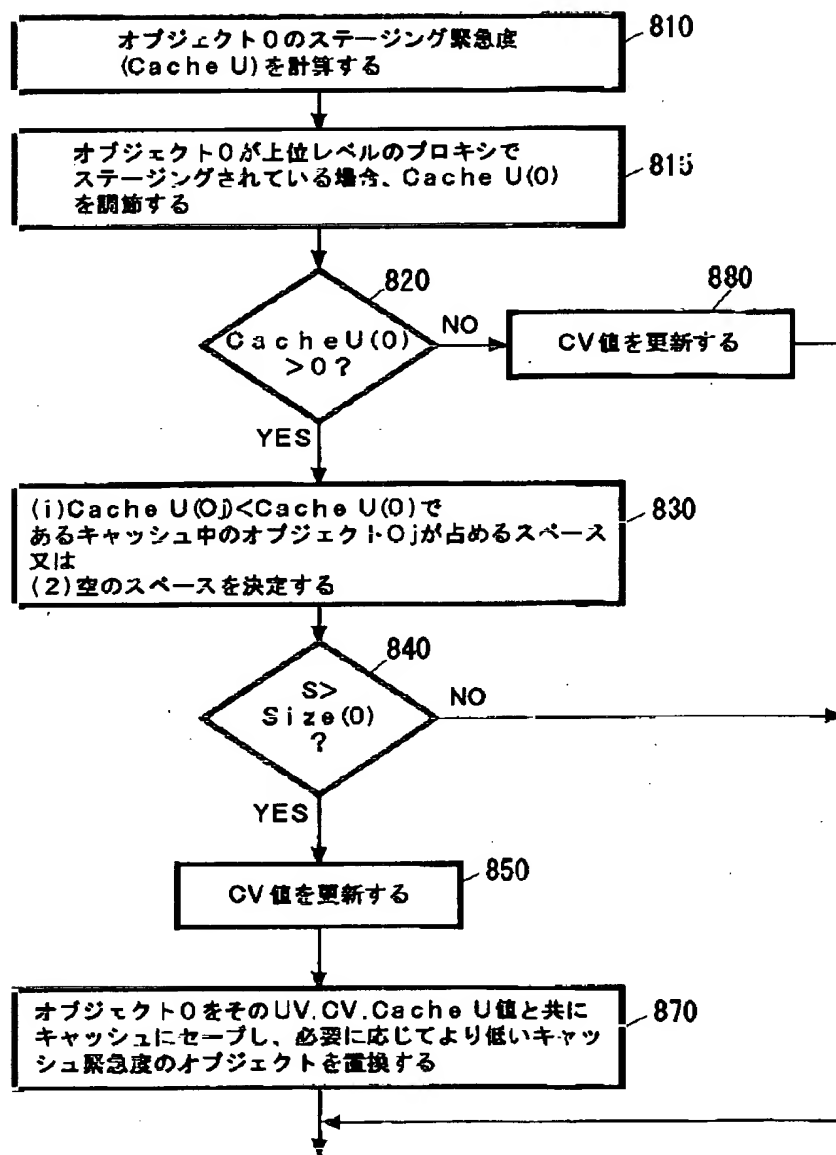 810
オブジェクトOのステージング緊急度
(Cache U)を計算する
オブジェクトOが上位レベルのプロキシで
ステージングされている場合、Cache U(O)
を調節する
815
820
CacheU(O)
>0?
NO
880
CV値を更新する
YES
(i)Cache U(Oj)<Cache U(O)で
あるキャッシュ中のオブジェクトOjが占めるスペース
又は
(2)空のスペースを決定する
830
840
S>
Size(O)
?
NO
YES
850
CV値を更新する
オブジェクトOをそのUV.CV.Cache U値と共に
キャッシュにセーブし、必要に応じてより低いキャッ
シュ緊急度のオブジェクトを置換する
870